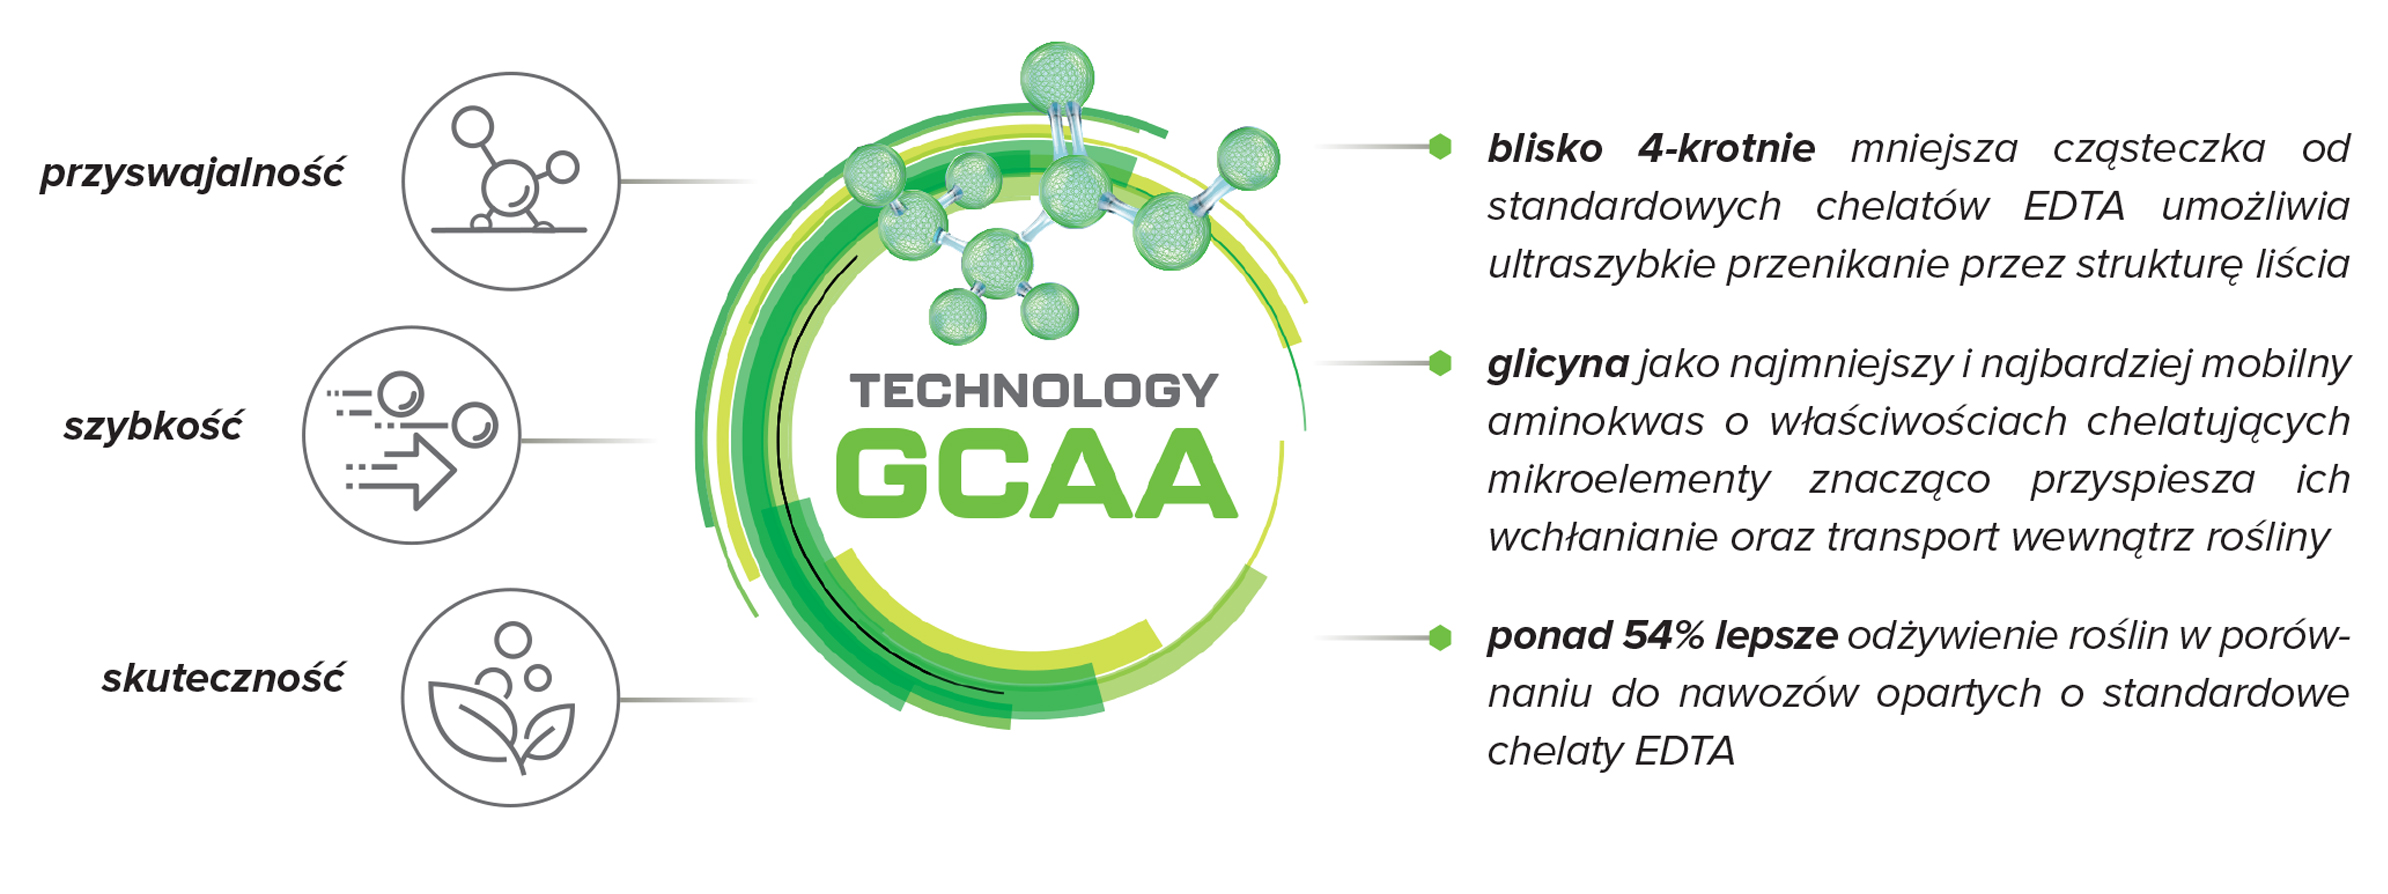 przyswajalność
szybkość
skuteczność
TECHNOLOGY
GCAA
blisko 4-krotnie mniejsza cząsteczka od
standardowych chelatów EDTA umożliwia
ultraszybkie przenikanie przez strukturę liścia
glicyna jako najmniejszy i najbardziej mobilny
aminokwas o właściwościach chelatujących
mikroelementy znacząco przyspiesza ich
wchłanianie oraz transport wewnątrz rośliny
ponad 54% lepsze odżywienie roślin w porów-
naniu do nawozów opartych o standardowe
chelaty EDTA